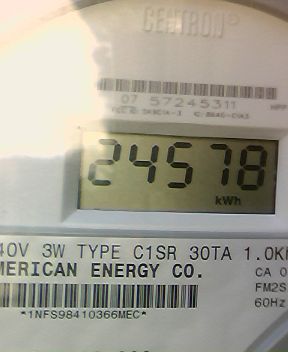 CENTRON®
07 57245311
24578
kWh
40V 3W TYPE C1SR 30TA 1.0K
MERICAN ENERGY CO.
CA 0
FM2S
60Hz
*1NFS98410366MEC*